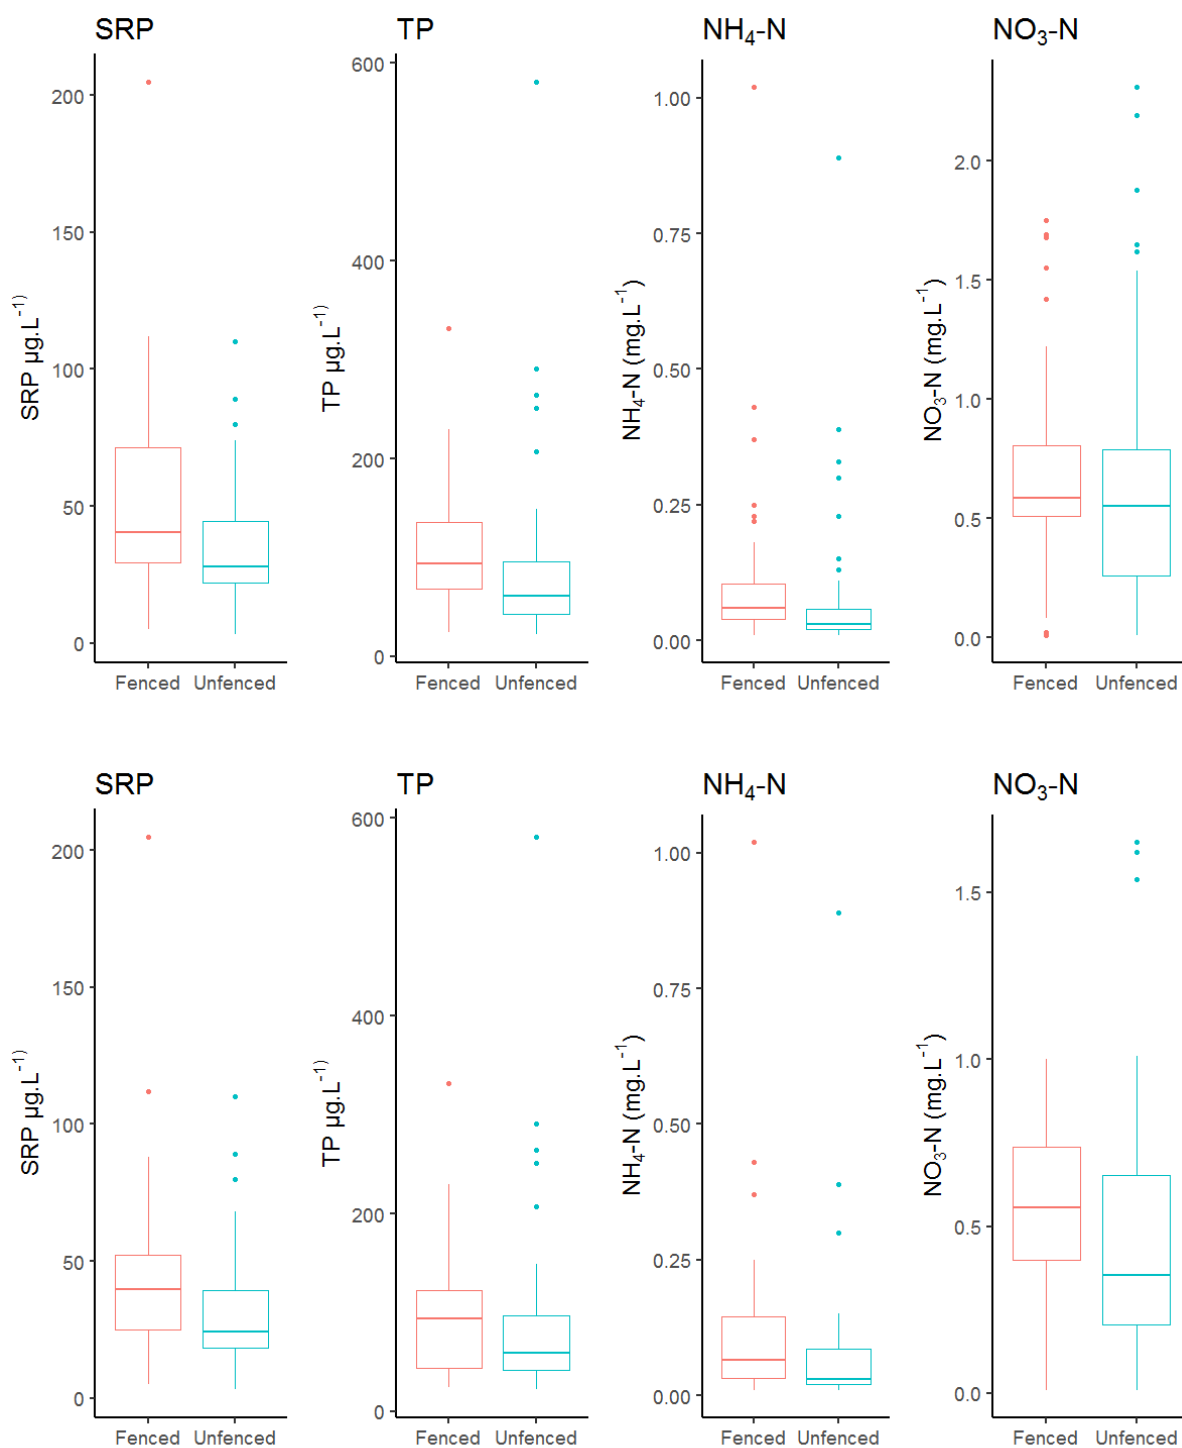 SRP TP NH₄-N NO₃-N
SRP µg.L⁻¹⁾
200
150
100
50
0
Fenced Unfenced
TP µg.L⁻¹⁾
600
400
200
0
Fenced Unfenced
NH₄-N (mg.L⁻¹)
1.00
0.75
0.50
0.25
0.00
Fenced Unfenced
NO₃-N (mg.L⁻¹)
2.0
1.5
1.0
0.5
0.0
Fenced Unfenced
SRP TP NH₄-N NO₃-N
SRP µg.L⁻¹⁾
200
150
100
50
0
Fenced Unfenced
TP µg.L⁻¹⁾
600
400
200
0
Fenced Unfenced
NH₄-N (mg.L⁻¹)
1.00
0.75
0.50
0.25
0.00
Fenced Unfenced
NO₃-N (mg.L⁻¹)
1.5
1.0
0.5
0.0
Fenced Unfenced